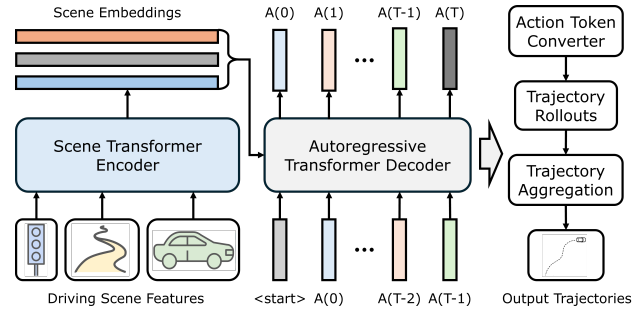 Scene Embeddings
A(0)
A(1)
A(T-1)
A(T)
...
Action Token
Converter
Scene Transformer
Encoder
Autoregressive
Transformer Decoder
Trajectory
Rollouts
Trajectory
Aggregation
...
Driving Scene Features
<start>
A(0)
A(T-2)
A(T-1)
Output Trajectories